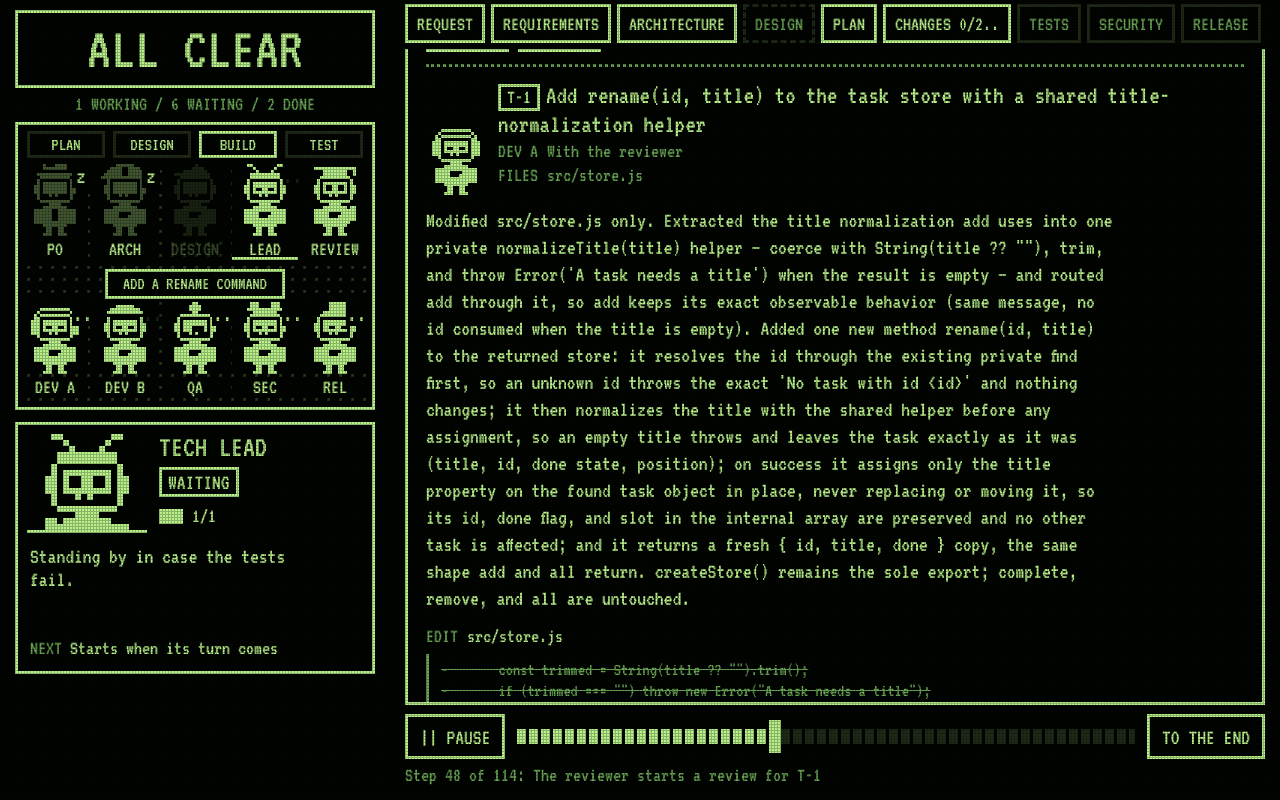 ALL CLEAR
1 WORKING / 6 WAITING / 2 DONE
PLAN DESIGN BUILD TEST
Z Z
PO ARCH DESIGN LEAD REVIEW
ADD A RENAME COMMAND
DEV A DEV B QA SEC REL
TECH LEAD
WAITING
1/1
Standing by in case the tests
fail.
NEXT Starts when its turn comes
REQUEST REQUIREMENTS ARCHITECTURE DESIGN PLAN CHANGES 0/2.. TESTS SECURITY RELEASE
T-1 Add rename(id, title) to the task store with a shared title-
normalization helper
DEV A With the reviewer
FILES src/store.js
Modified src/store.js only. Extracted the title normalization add uses into one
private normalizeTitle(title) helper – coerce with String(title ?? ""), trim,
and throw Error('A task needs a title') when the result is empty – and routed
add through it, so add keeps its exact observable behavior (same message, no
id consumed when the title is empty). Added one new method rename(id, title)
to the returned store: it resolves the id through the existing private find
first, so an unknown id throws the exact 'No task with id <id>' and nothing
changes; it then normalizes the title with the shared helper before any
assignment, so an empty title throws and leaves the task exactly as it was
(title, id, done state, position); on success it assigns only the title
property on the found task object in place, never replacing or moving it, so
its id, done flag, and slot in the internal array are preserved and no other
task is affected; and it returns a fresh { id, title, done } copy, the same
shape add and all return. createStore() remains the sole export; complete,
remove, and all are untouched.
EDIT src/store.js
- const trimmed = String(title ?? "").trim();
- if (trimmed === "") throw new Error("A task needs a title");
|| PAUSE
TO THE END
Step 48 of 114: The reviewer starts a review for T-1